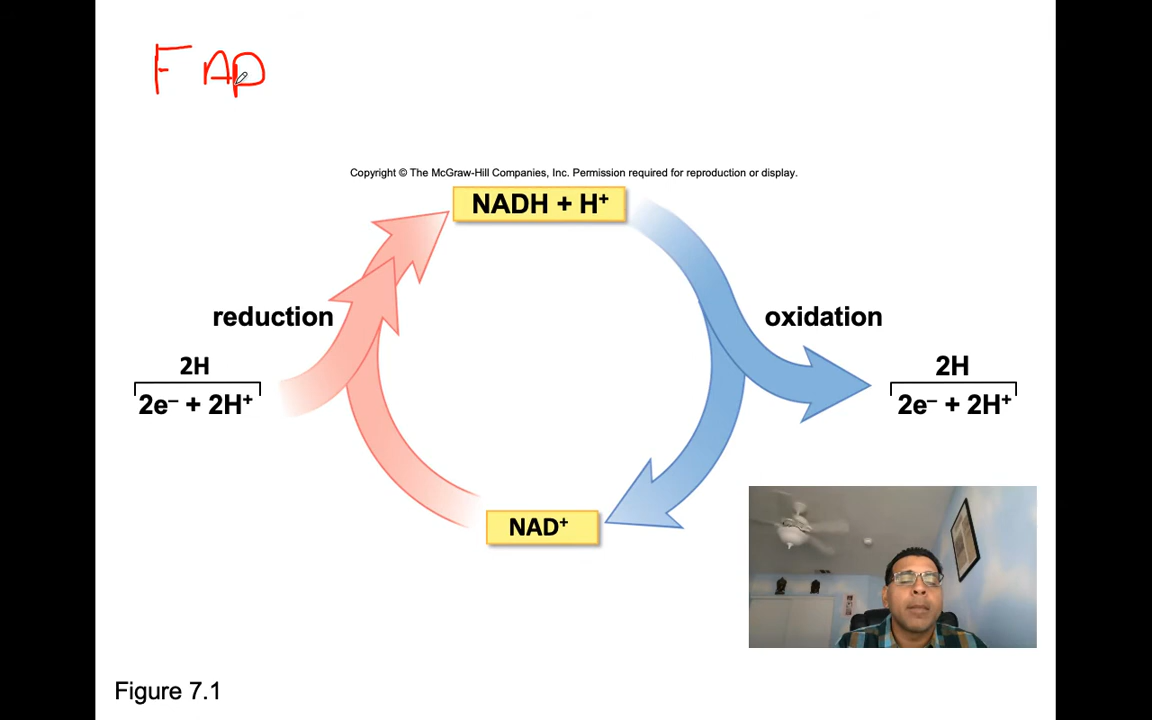 FAD
Copyright © The McGraw-Hill Companies, Inc. Permission required for reproduction or display.
NADH + H⁺
reduction
oxidation
2H
2e⁻ + 2H⁺
2H
2e⁻ + 2H⁺
NAD⁺
Figure 7.1